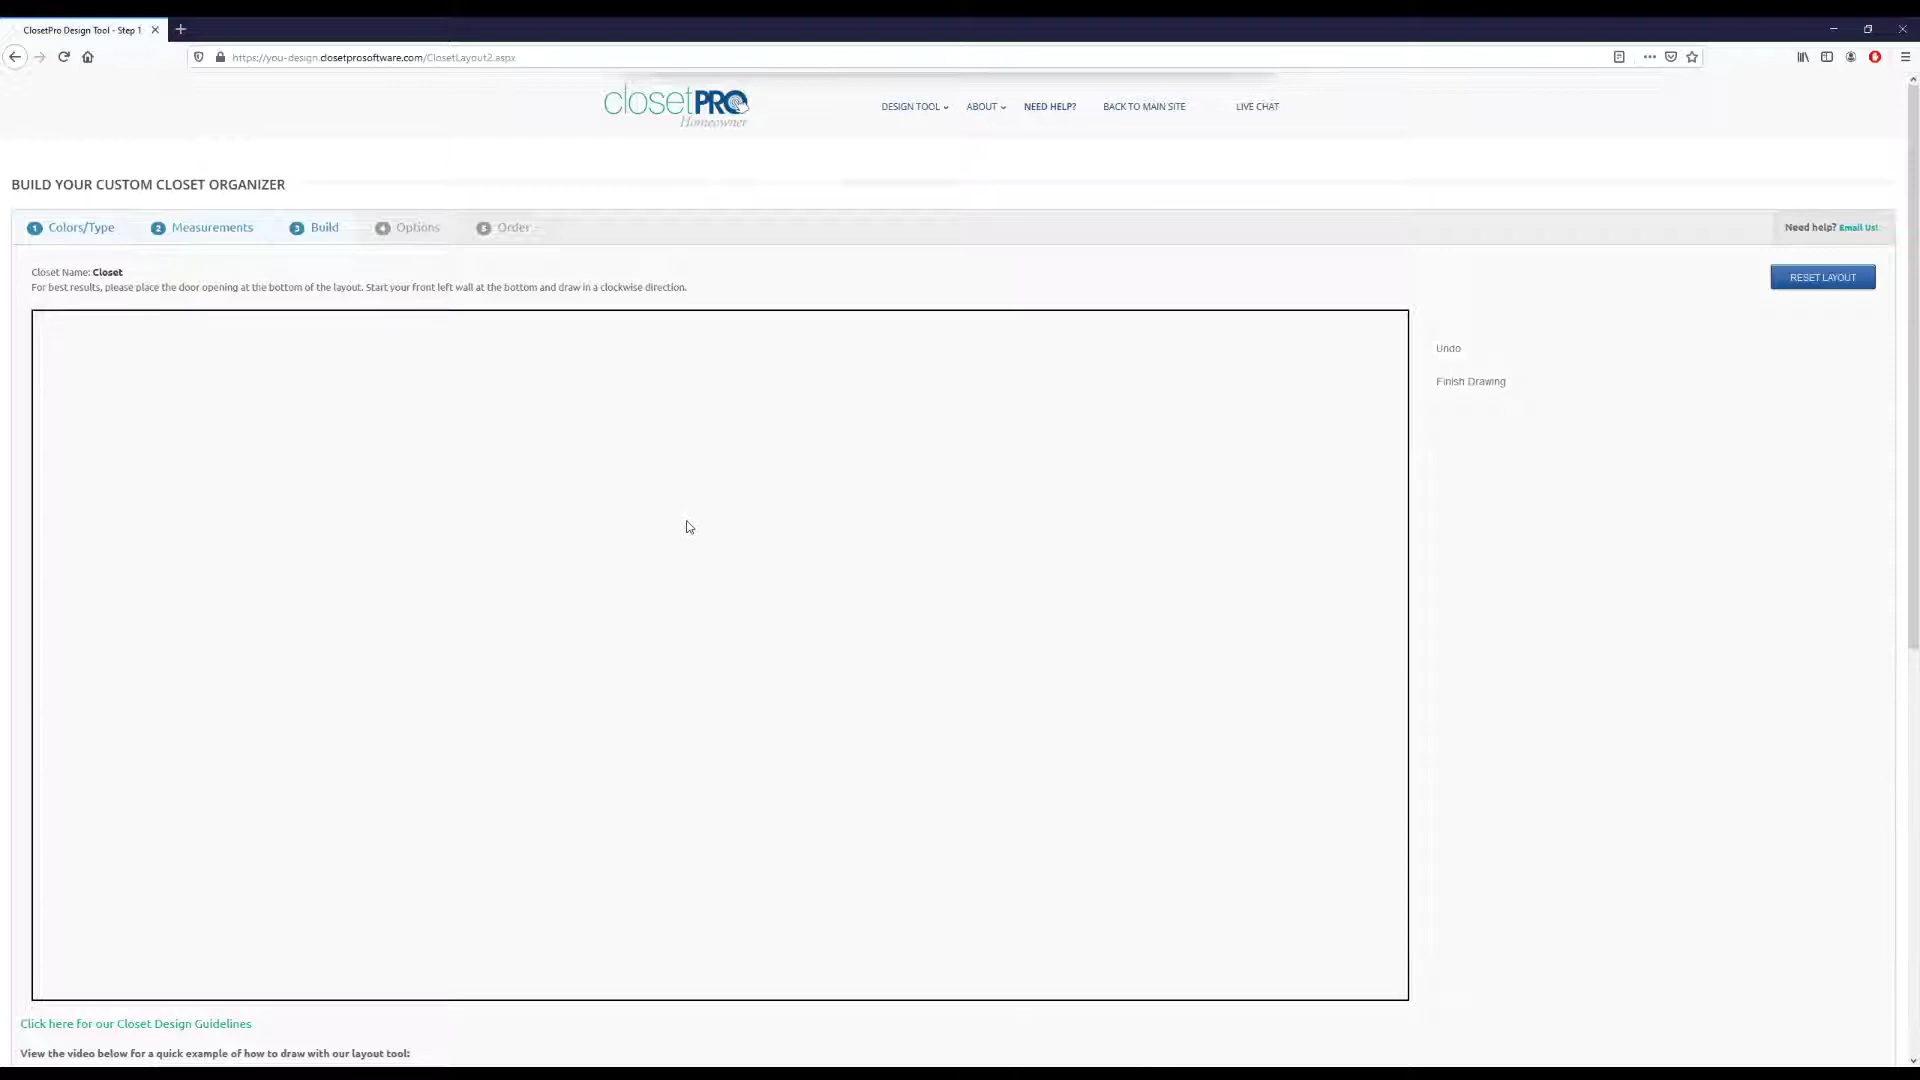 ClosetPro Design Tool - Step 1
https://you-design.closetprosoftware.com/ClosetLayout2.aspx
closetPRO
Homeowner
DESIGN TOOL
ABOUT
NEED HELP?
BACK TO MAIN SITE
LIVE CHAT
BUILD YOUR CUSTOM CLOSET ORGANIZER
1 Colors/Type
2 Measurements
3 Build
4 Options
5 Order
Need help? Email Us!
Closet Name: Closet
For best results, please place the door opening at the bottom of the layout. Start your front left wall at the bottom and draw in a clockwise direction.
RESET LAYOUT
Undo
Finish Drawing
Click here for our Closet Design Guidelines
View the video below for a quick example of how to draw with our layout tool: